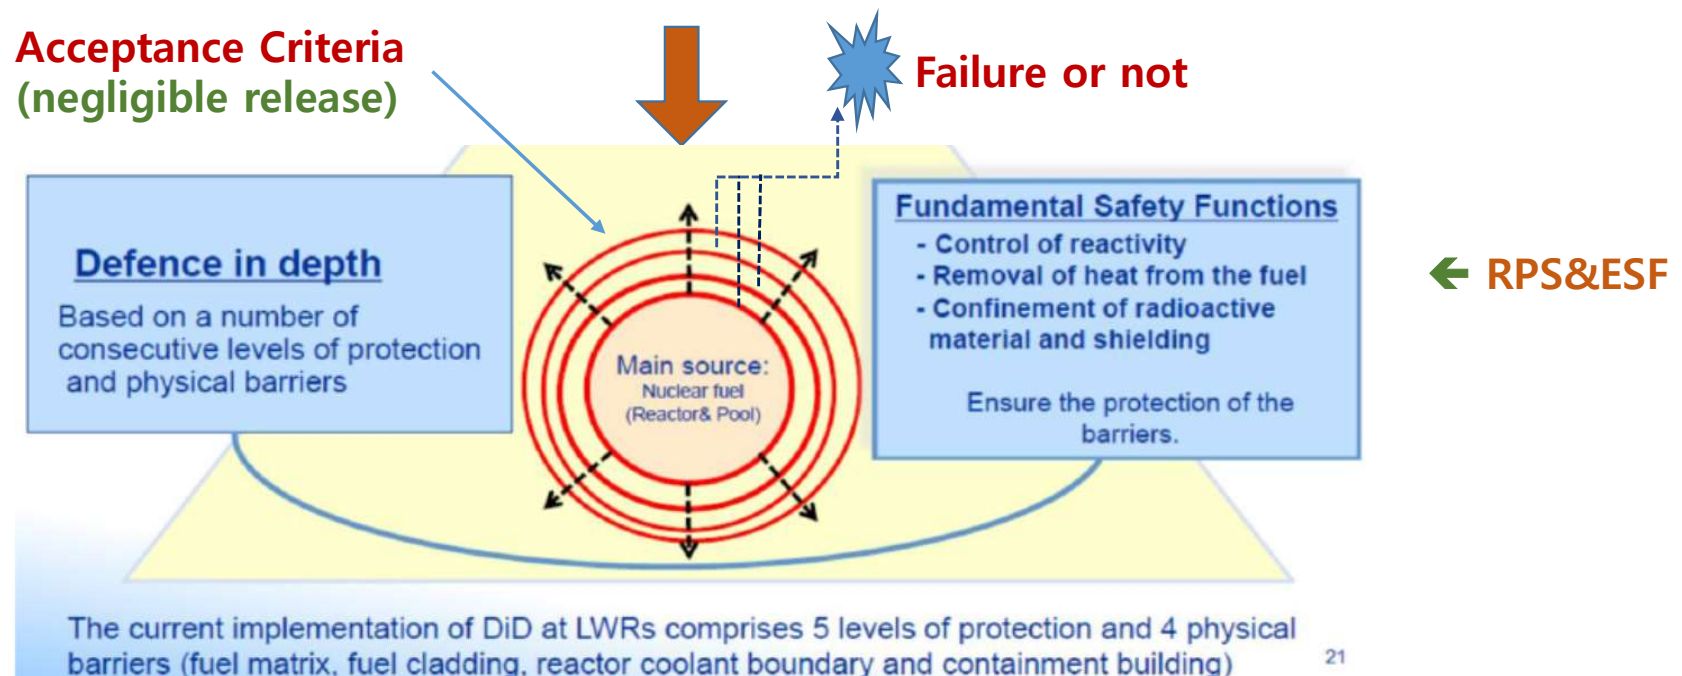 Acceptance Criteria
(negligible release)
Failure or not
Defence in depth
Based on a number of
consecutive levels of protection
and physical barriers
Main source:
Nuclear fuel
(Reactor& Pool)
Fundamental Safety Functions
- Control of reactivity
- Removal of heat from the fuel
- Confinement of radioactive
material and shielding
Ensure the protection of the
barriers.
RPS&ESF
The current implementation of DiD at LWRs comprises 5 levels of protection and 4 physical
barriers (fuel matrix, fuel cladding, reactor coolant boundary and containment building)
21